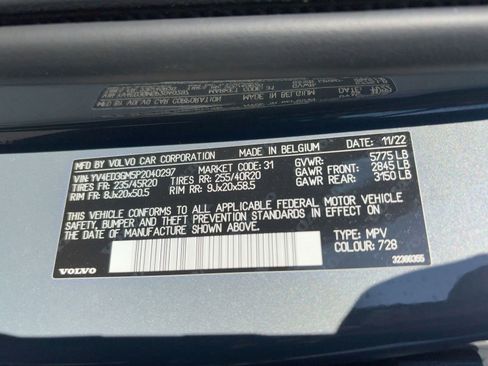 MFD BY VOLVO CAR CORPORATION MADE IN BELGIUM DATE: 11/22
VIN: YV4ED3GM5P2040297 MARKET CODE: 31 GVWR: 5775 LB
TIRES FR: 235/45R20 TIRES RR: 255/40R20 GAWR FRONT: 2845 LB
RIM FR: 8Jx20x50.5 RIM RR: 9Jx20x58.5 GAWR REAR: 3150 LB
THIS VEHICLE CONFORMS TO ALL APPLICABLE FEDERAL MOTOR VEHICLE
SAFETY, BUMPER AND THEFT PREVENTION STANDARDS IN EFFECT ON
THE DATE OF MANUFACTURE SHOWN ABOVE.
TYPE: MPV
COLOUR: 728
VOLVO
32366355